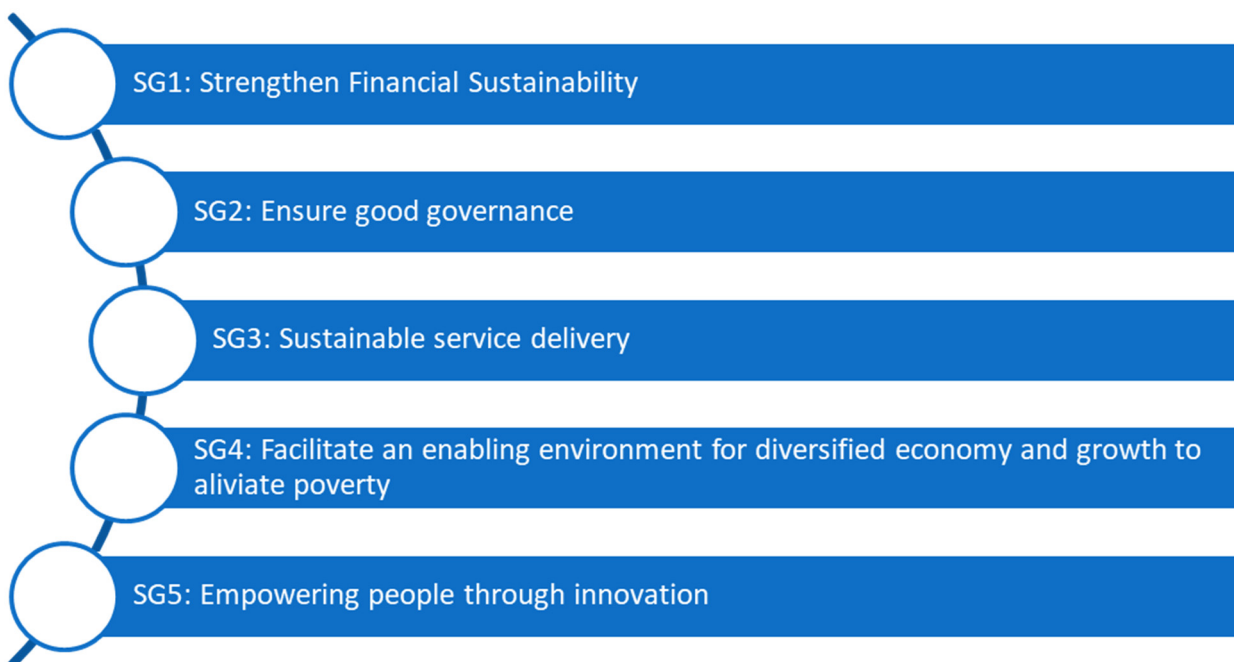 SG1: Strengthen Financial Sustainability
SG2: Ensure good governance
SG3: Sustainable service delivery
SG4: Facilitate an enabling environment for diversified economy and growth to
aliviate poverty
SG5: Empowering people through innovation